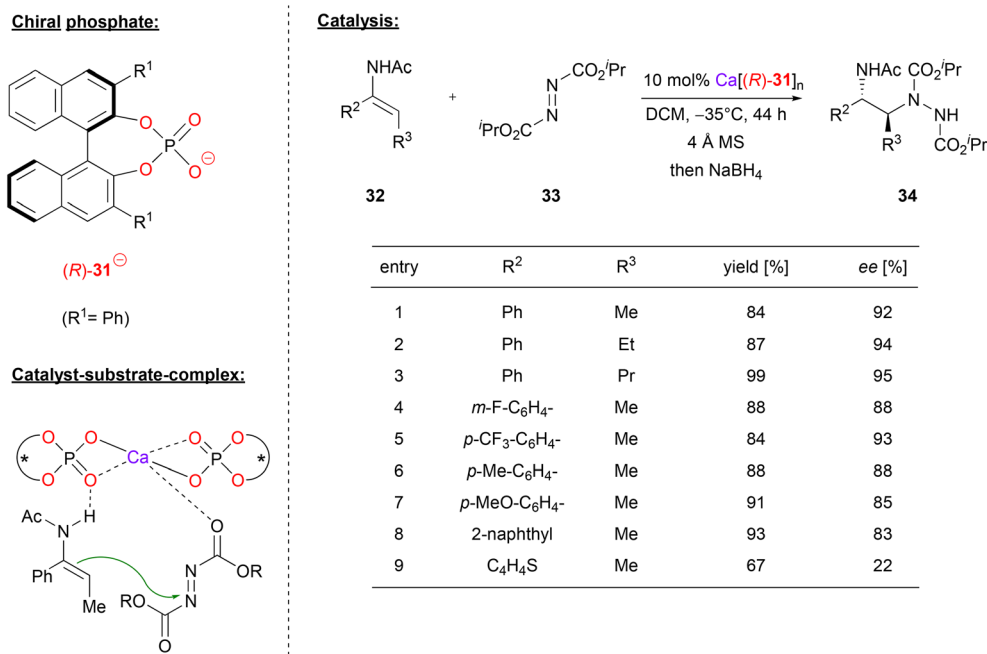 Chiral phosphate:
R1
O
O
P
O
O
⊖
R1
(R)-31⊖
(R1= Ph)
Catalyst-substrate-complex:
O O O O
* P Ca P *
O O O O
Ac H
N
O
Ph
N OR
Me RO N
O
Catalysis:
NHAc
R2
R3
+
CO2iPr
N
N
iPrO2C
10 mol% Ca[(R)-31]n
DCM, −35°C, 44 h
4 Å MS
then NaBH4
CO2iPr
NHAc
N
R2 NH
R3
CO2iPr
32 33 34
entry R2 R3 yield [%] ee [%]
1 Ph Me 84 92
2 Ph Et 87 94
3 Ph Pr 99 95
4 m-F-C6H4- Me 88 88
5 p-CF3-C6H4- Me 84 93
6 p-Me-C6H4- Me 88 88
7 p-MeO-C6H4- Me 91 85
8 2-naphthyl Me 93 83
9 C4H4S Me 67 22